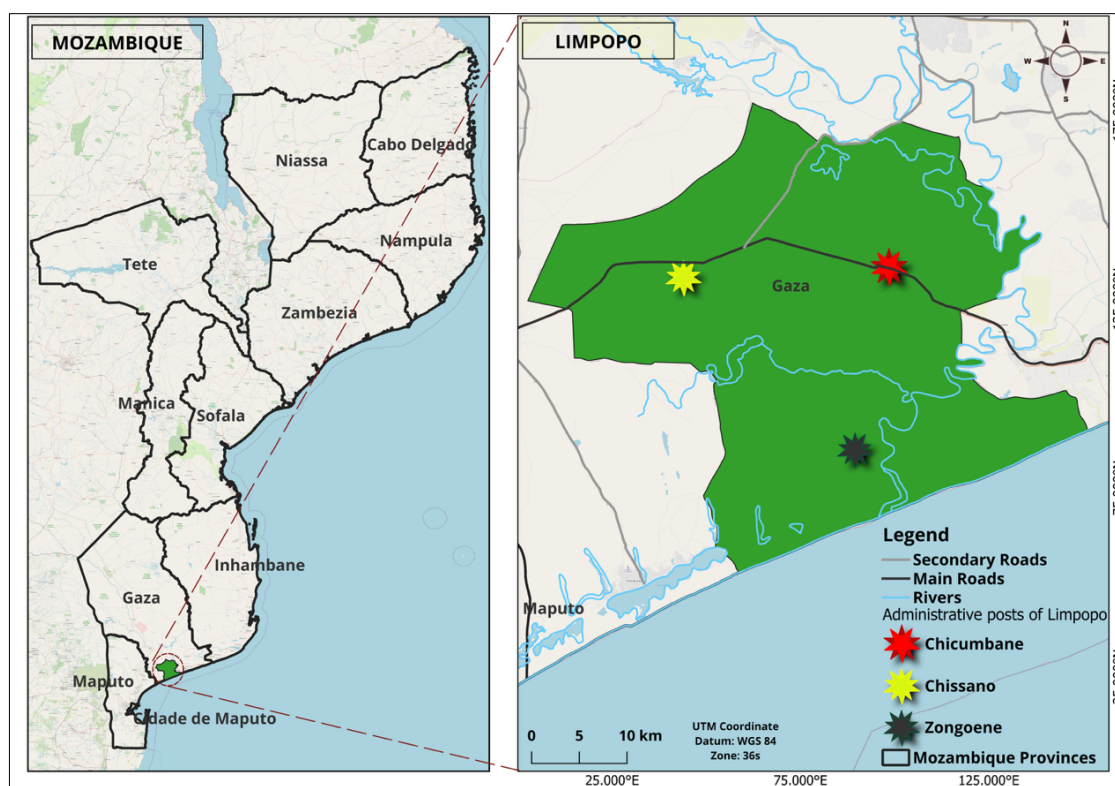 MOZAMBIQUE
Niassa
Cabo Delgado
Nampula
Tete
Zambezia
Manica
Sofala
Inhambane
Gaza
Maputo
Cidade de Maputo
LIMPOPO
N
W
E
S
Gaza
Maputo
Legend
Secondary Roads
Main Roads
Rivers
Administrative posts of Limpopo
Chicumbane
Chissano
Zongoene
Mozambique Provinces
0 5 10 km
UTM Coordinate
Datum: WGS 84
Zone: 36s
25.000°E 75.000°E 125.000°E